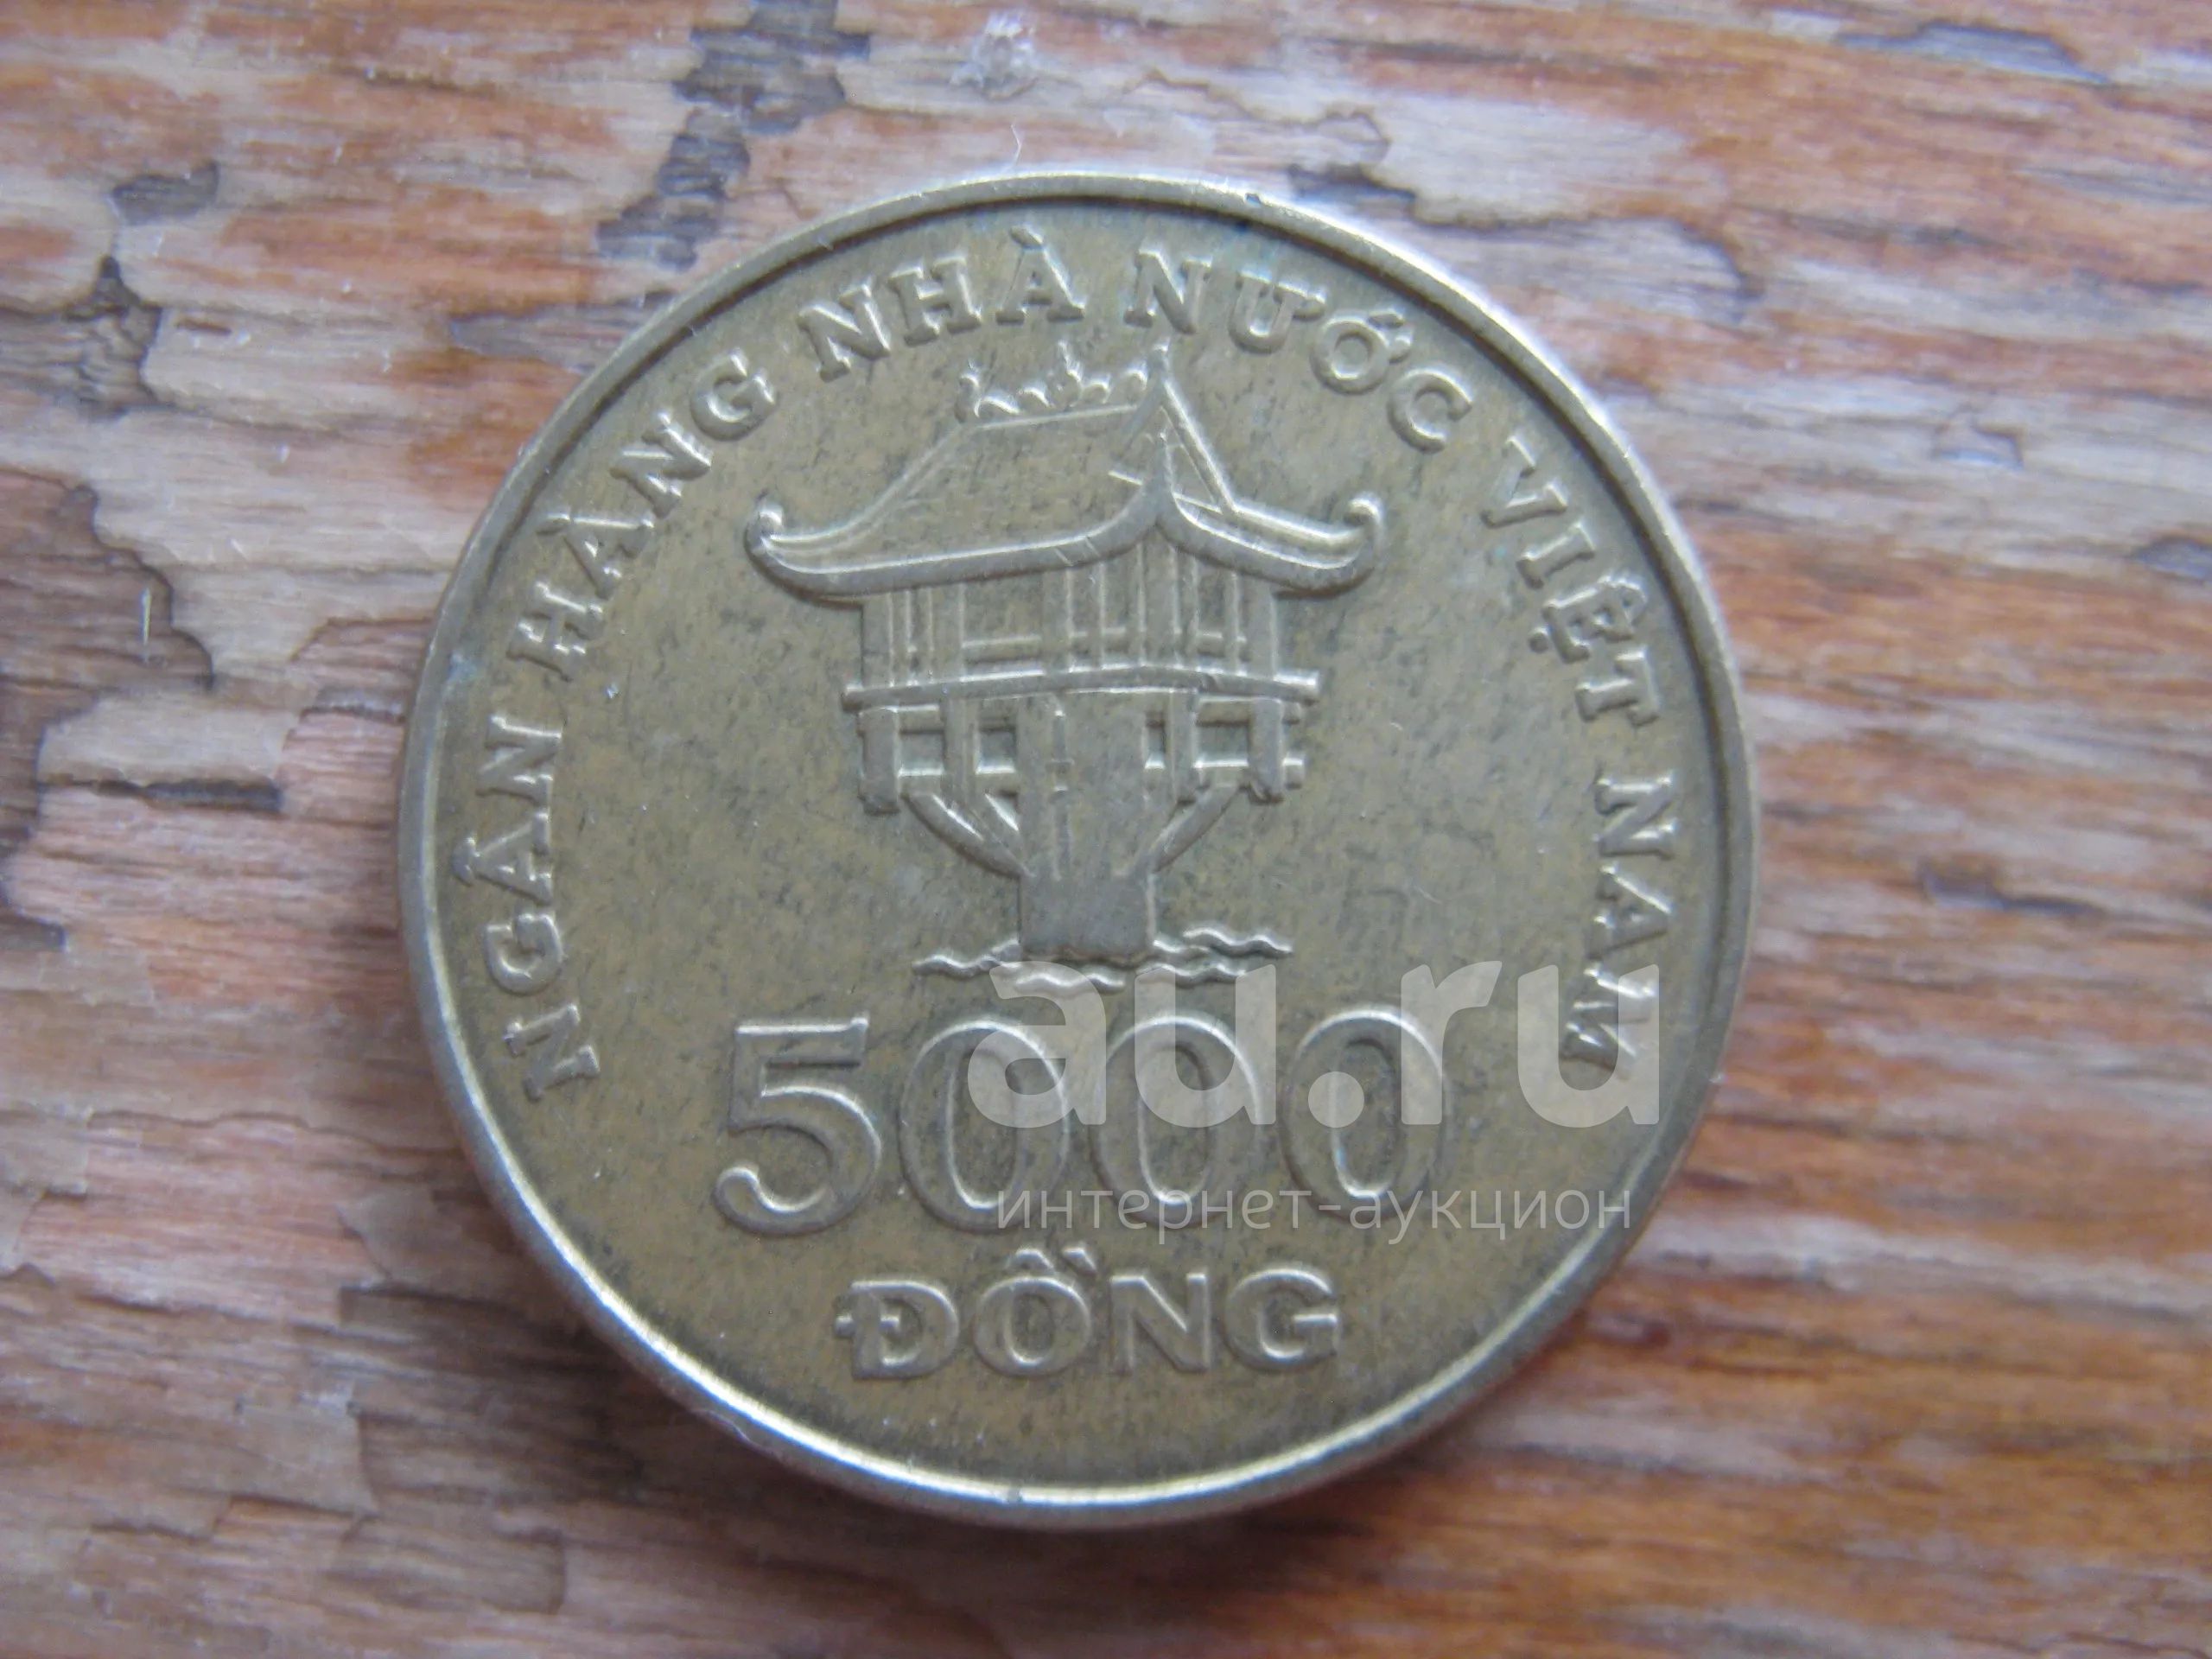 NGÂN HÀNG NHÀ NƯỚC VIỆT NAM
5000
ĐỒNG
au.ru
интернет-аукцион